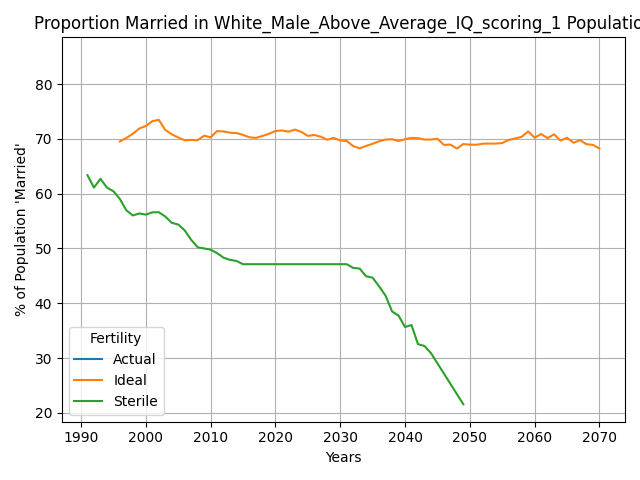 Proportion Married in White_Male_Above_Average_IQ_scoring_1 Populatio
% of Population 'Married'
80
70
60
50
40
30
20
Fertility
Actual
Ideal
Sterile
1990 2000 2010 2020 2030 2040 2050 2060 2070
Years